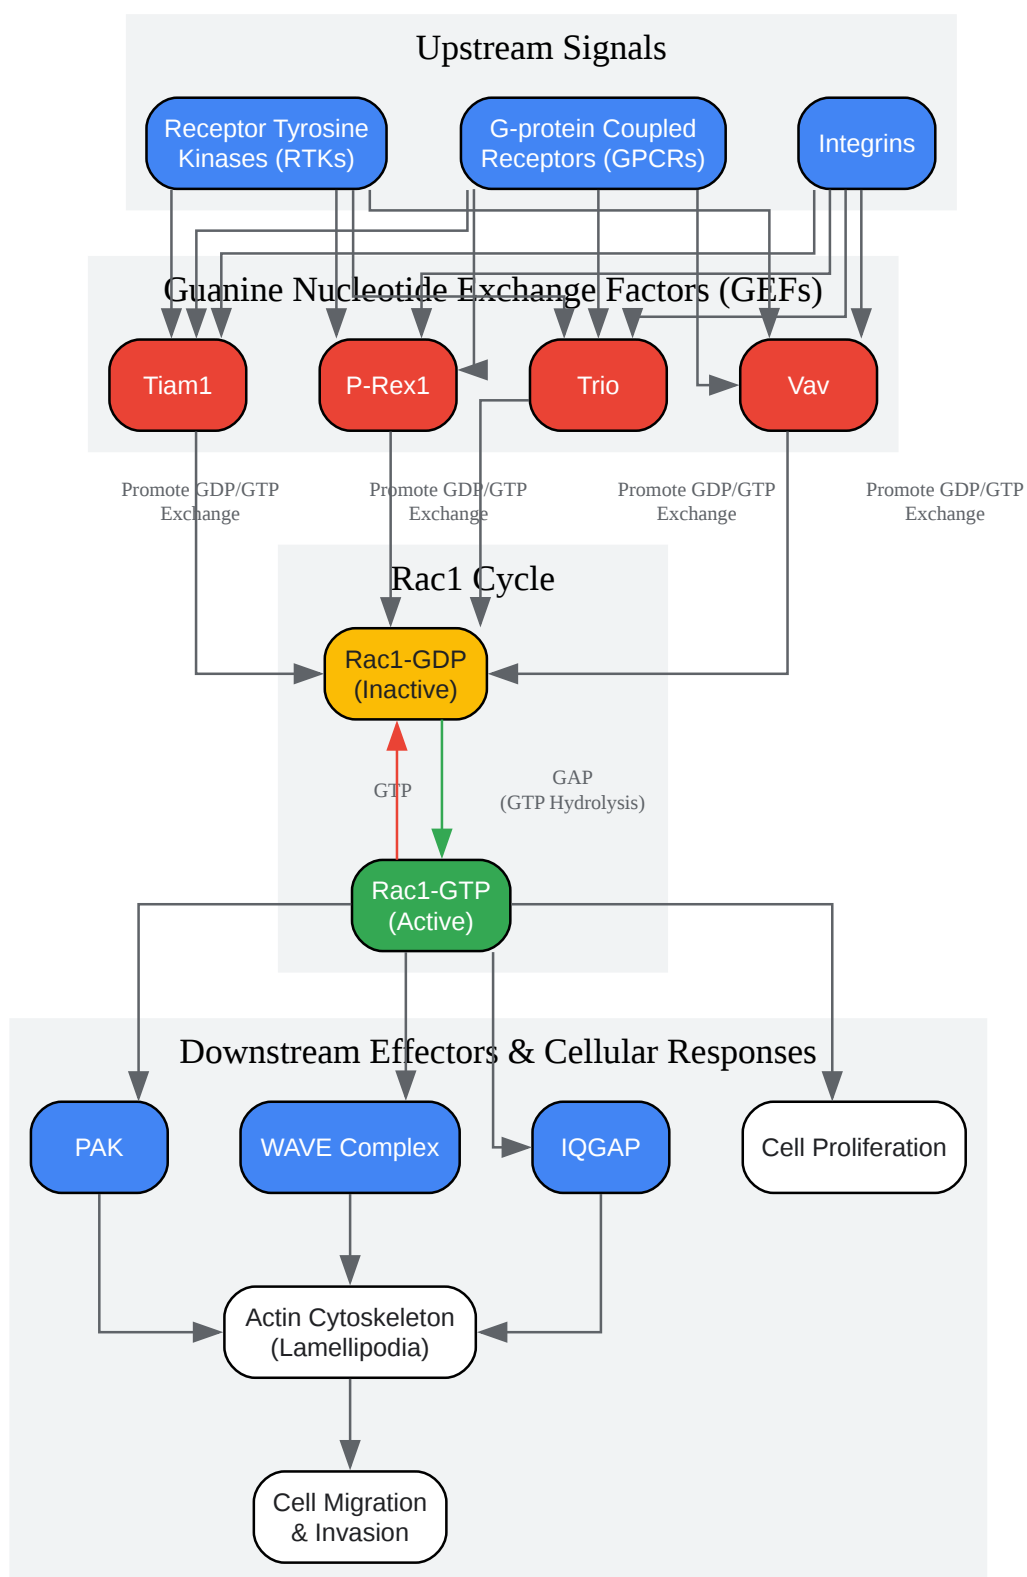 Upstream Signals
Receptor Tyrosine
Kinases (RTKs)
G-protein Coupled
Receptors (GPCRs)
Integrins
Guanine Nucleotide Exchange Factors (GEFs)
Tiam1
P-Rex1
Trio
Vav
Promote GDP/GTP
Exchange
Promote GDP/GTP
Exchange
Promote GDP/GTP
Exchange
Promote GDP/GTP
Exchange
Rac1 Cycle
Rac1-GDP
(Inactive)
GTP
GAP
(GTP Hydrolysis)
Rac1-GTP
(Active)
Downstream Effectors & Cellular Responses
PAK
WAVE Complex
IQGAP
Cell Proliferation
Actin Cytoskeleton
(Lamellipodia)
Cell Migration
& Invasion